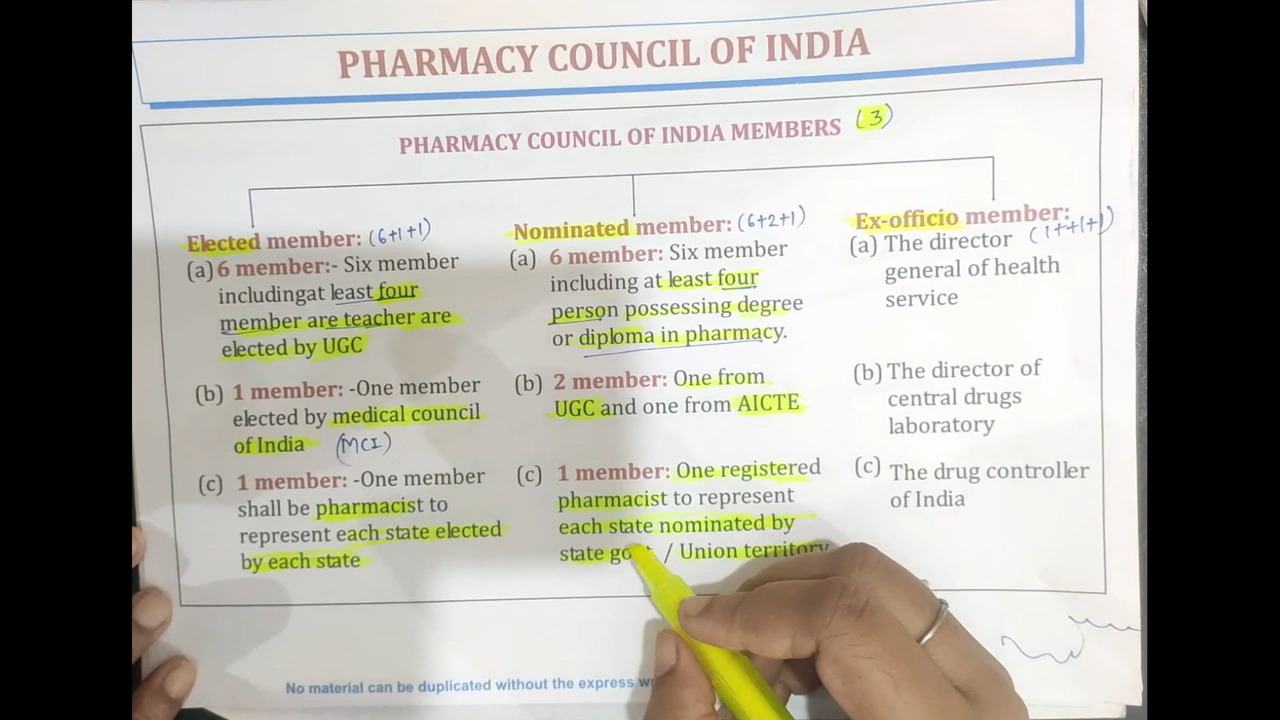 PHARMACY COUNCIL OF INDIA
PHARMACY COUNCIL OF INDIA MEMBERS (3)
Elected member: (6+1+1)
(a) 6 member:- Six member
includingat least four
member are teacher are
elected by UGC
(b) 1 member: -One member
elected by medical council
of India (MCI)
(c) 1 member: -One member
shall be pharmacist to
represent each state elected
by each state
Nominated member: (6+2+1)
(a) 6 member: Six member
including at least four
person possessing degree
or diploma in pharmacy.
(b) 2 member: One from
UGC and one from AICTE
(c) 1 member: One registered
pharmacist to represent
each state nominated by
state / Union territory
Ex-officio member:
(a) The director (1++1+1)
general of health
service
(b) The director of
central drugs
laboratory
(c) The drug controller
of India
No material can be duplicated without the express